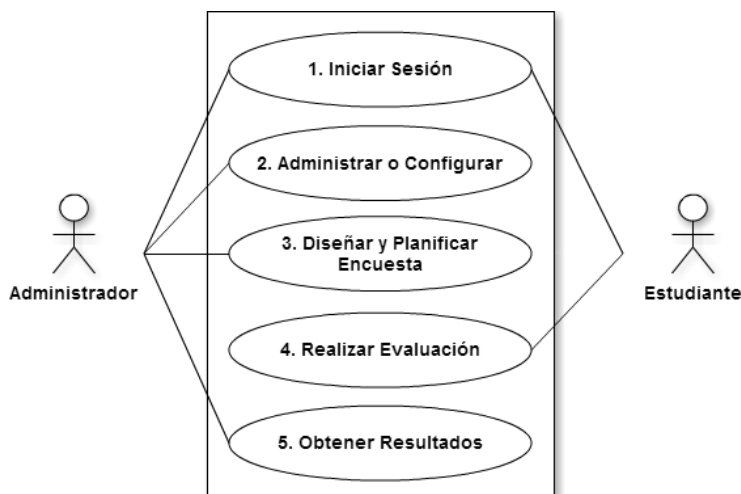 1. Iniciar Sesión
2. Administrar o Configurar
3. Diseñar y Planificar
Encuesta
Administrador
Estudiante
4. Realizar Evaluación
5. Obtener Resultados